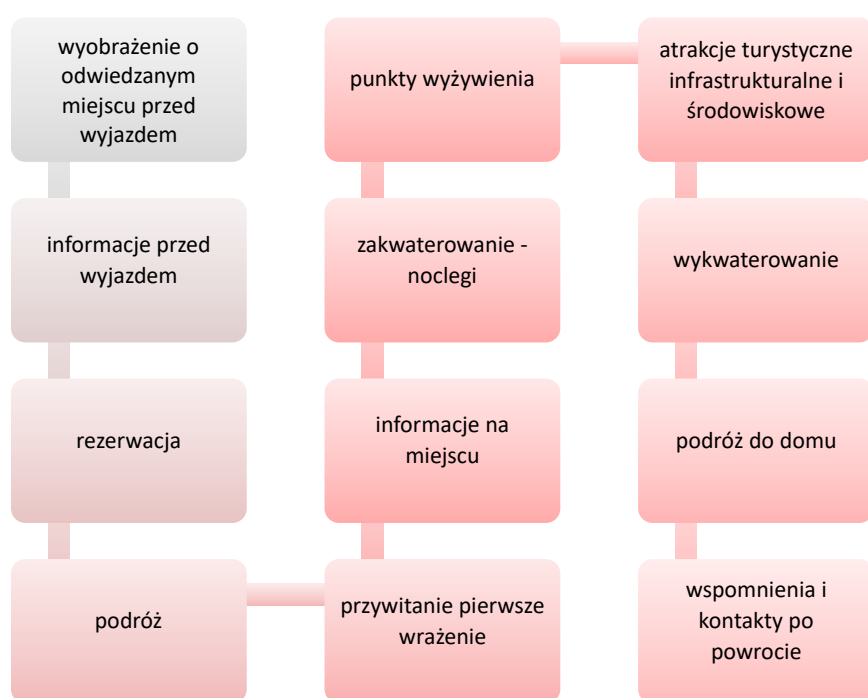 wyobrażenie o
odwiedzanym
miejscu przed
wyjazdem
informacje przed
wyjazdem
rezerwacja
podróż
przywitanie pierwsze
wrażenie
informacje na
miejscu
zakwaterowanie -
noclegi
punkty wyżywienia
atrakcje turystyczne
infrastrukturalne i
środowiskowe
wykwaterowanie
podróż do domu
wspomnienia i
kontakty po
powrocie